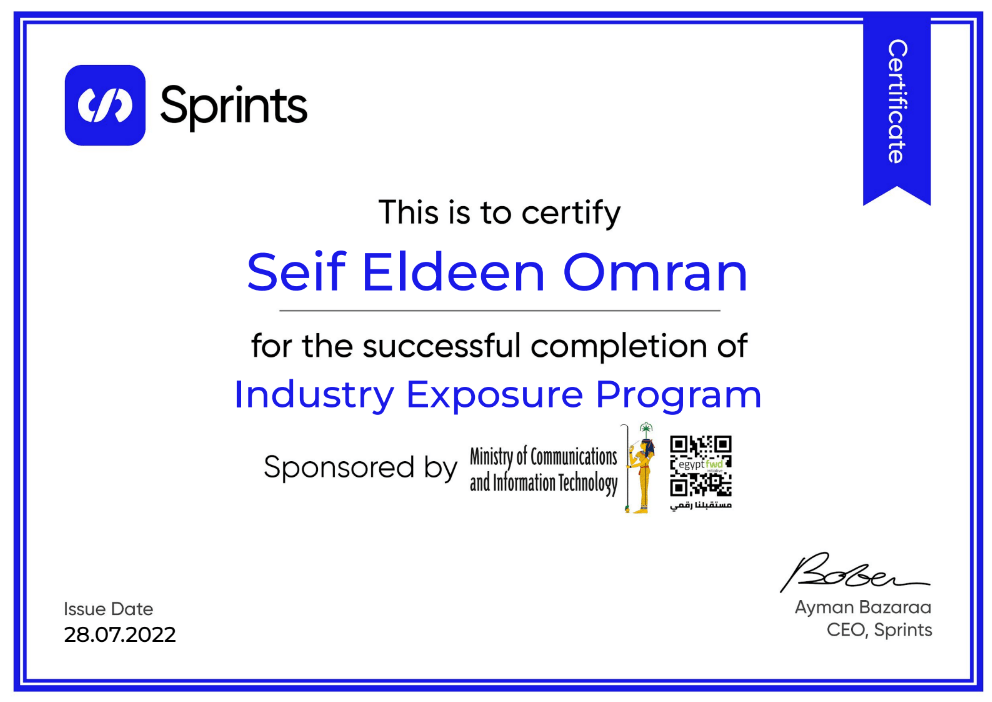 Certificate
Sprints
This is to certify
Seif Eldeen Omran
for the successful completion of
Industry Exposure Program
Sponsored by
Ministry of Communications
and Information Technology
egypt fwd
مستقبلنا رقمي
Issue Date
28.07.2022
Ayman Bazaraa
CEO, Sprints